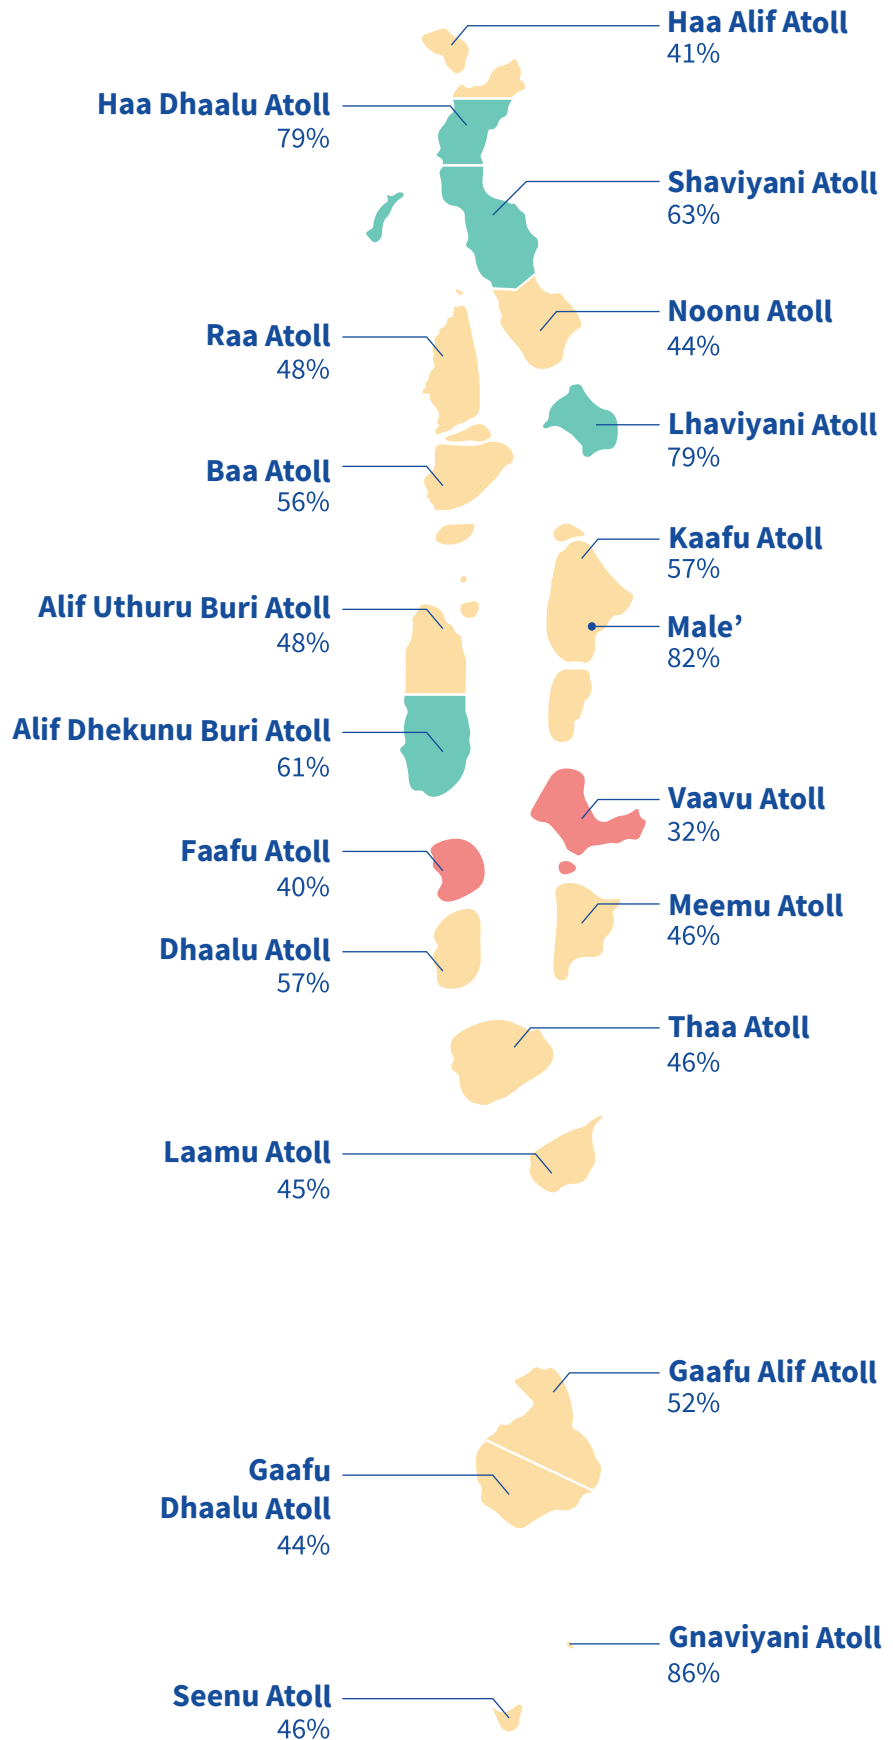 Haa Alif Atoll
41%
Haa Dhaalu Atoll
79%
Shaviyani Atoll
63%
Noonu Atoll
44%
Raa Atoll
48%
Lhaviyani Atoll
79%
Baa Atoll
56%
Kaafu Atoll
57%
Alif Uthuru Buri Atoll
48%
Male’
82%
Alif Dhekunu Buri Atoll
61%
Vaavu Atoll
32%
Faafu Atoll
40%
Meemu Atoll
46%
Dhaalu Atoll
57%
Thaa Atoll
46%
Laamu Atoll
45%
Gaafu Alif Atoll
52%
Gaafu
Dhaalu Atoll
44%
Gnaviyani Atoll
86%
Seenu Atoll
46%